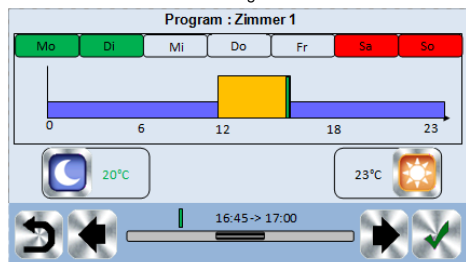 Program : Zimmer 1
Mo Di Mi Do Fr Sa So
0 6 12 18 23
20°C 23°C
16:45-> 17:00